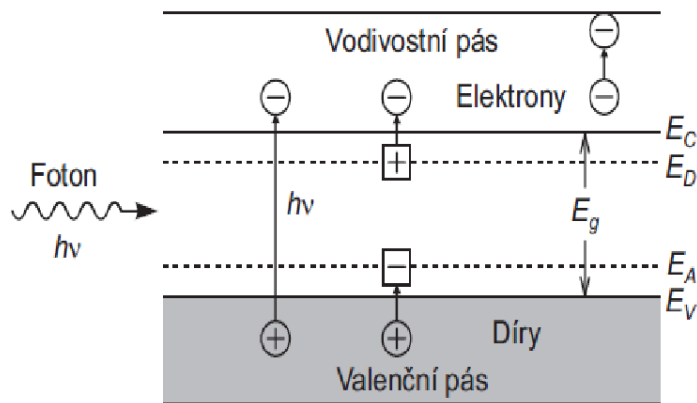 Vodivostní pás
Elektrony
E_C
E_D
Foton
hν
hν
E_g
E_A
E_V
Díry
Valenční pás